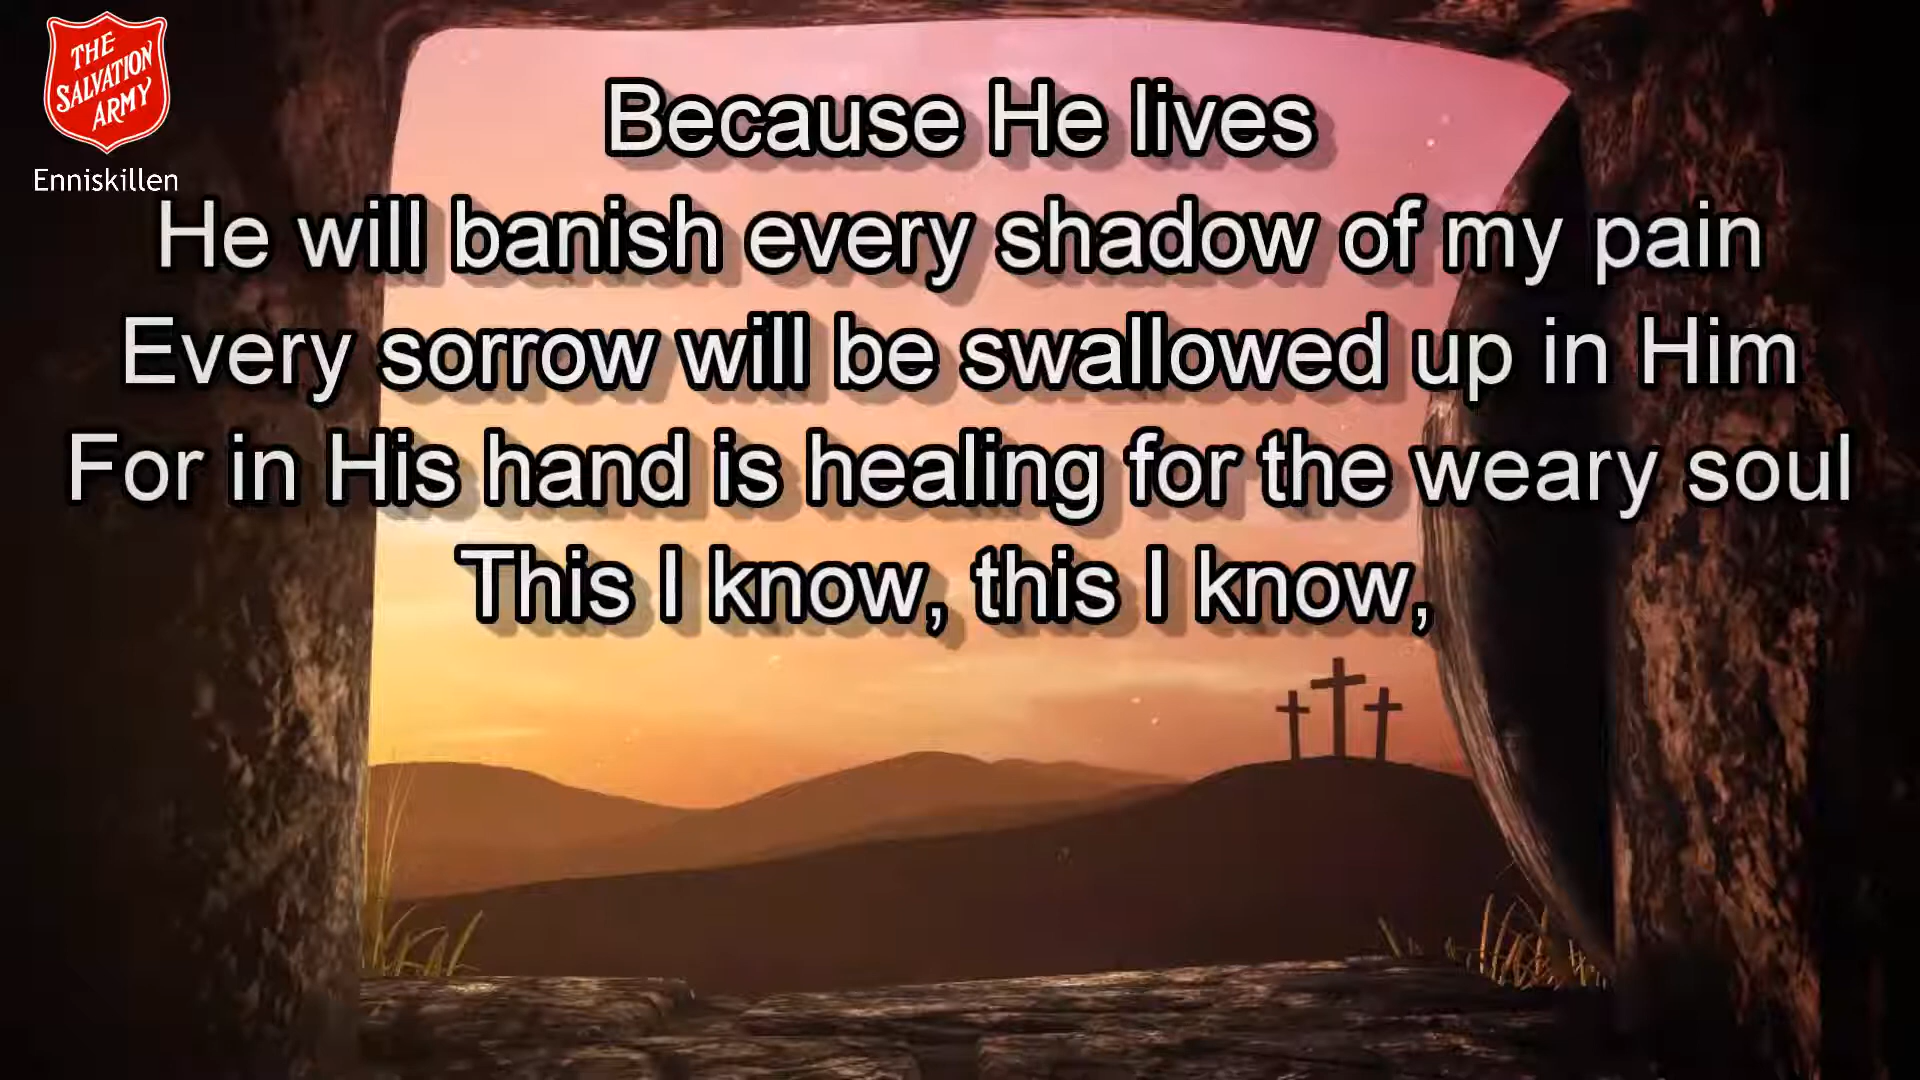 THE
SALVATION
ARMY
Enniskillen
Because He lives
He will banish every shadow of my pain
Every sorrow will be swallowed up in Him
For in His hand is healing for the weary soul
This I know, this I know,